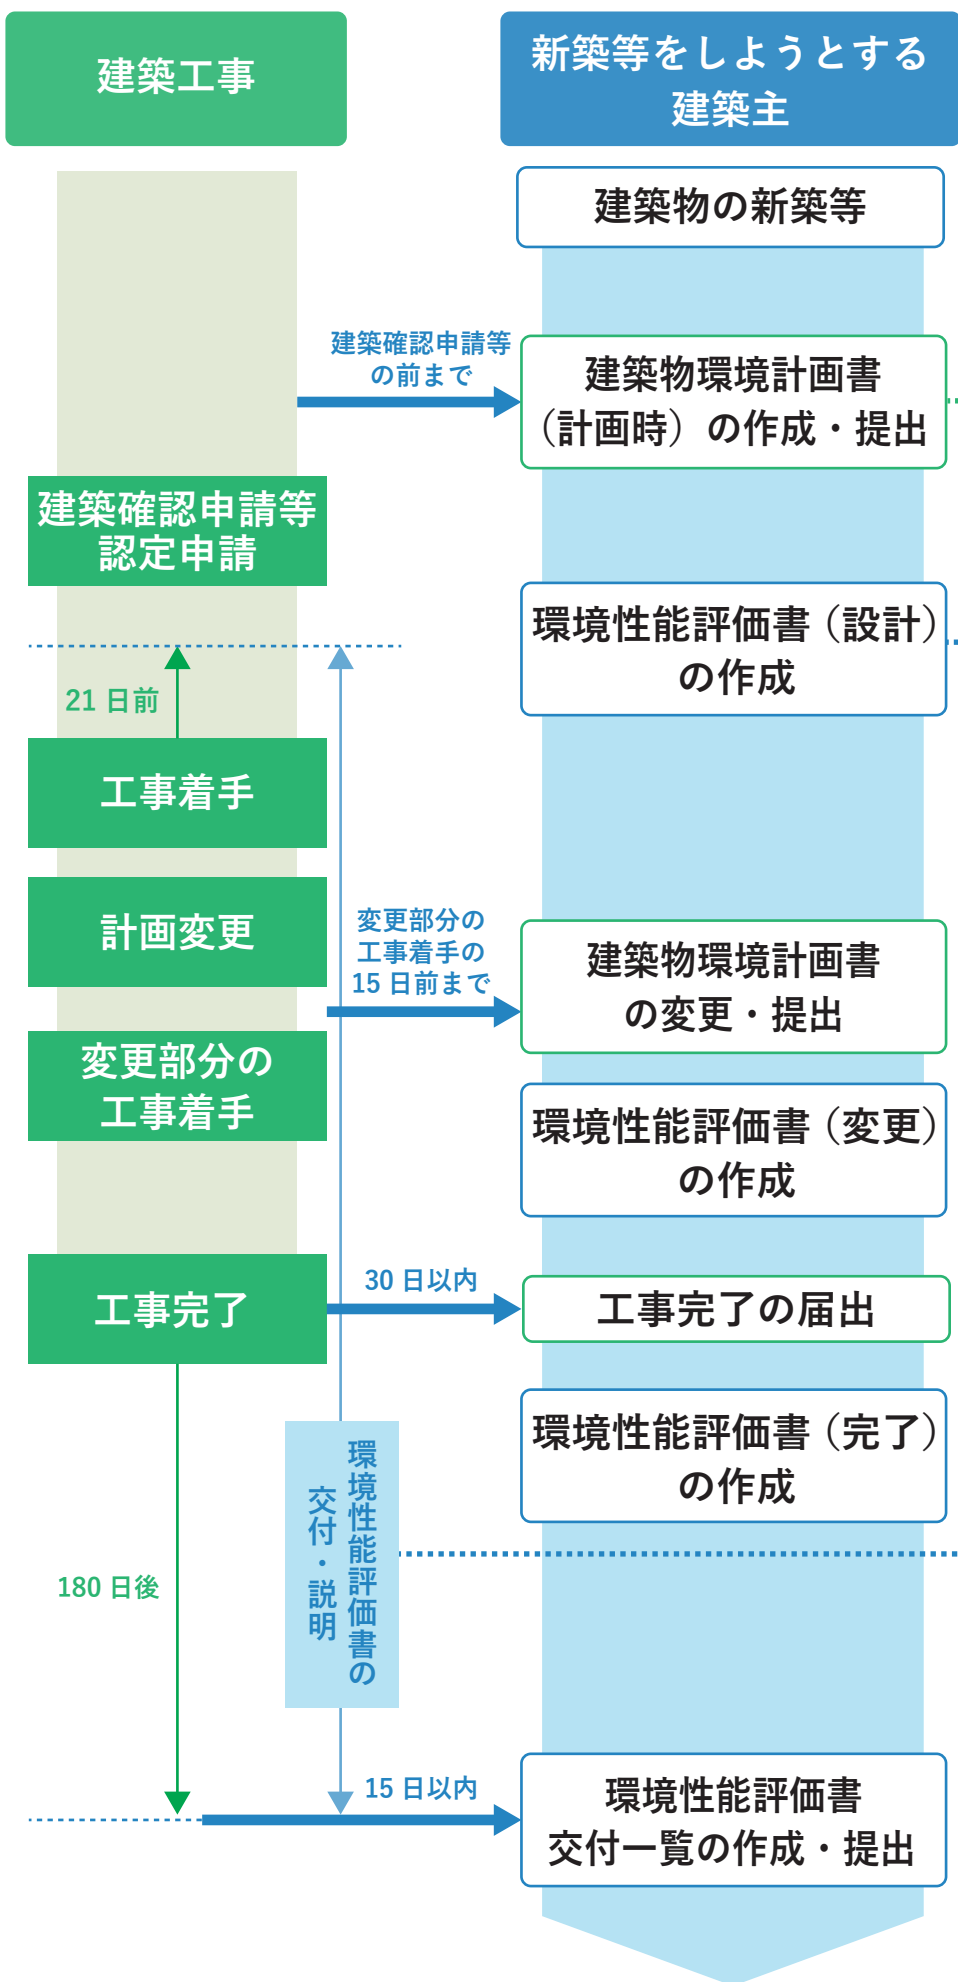 建築工事
新築等をしようとする
建築主
建築物の新築等
建築確認申請等
の前まで
建築物環境計画書
（計画時）の作成・提出
建築確認申請等
認定申請
環境性能評価書（設計）
の作成
21 日前
工事着手
計画変更
変更部分の
工事着手の
15 日前まで
建築物環境計画書
の変更・提出
変更部分の
工事着手
環境性能評価書（変更）
の作成
工事完了
30 日以内
工事完了の届出
環境性能評価書（完了）
の作成
環境性能評価書の
交付・説明
180 日後
15 日以内
環境性能評価書
交付一覧の作成・提出